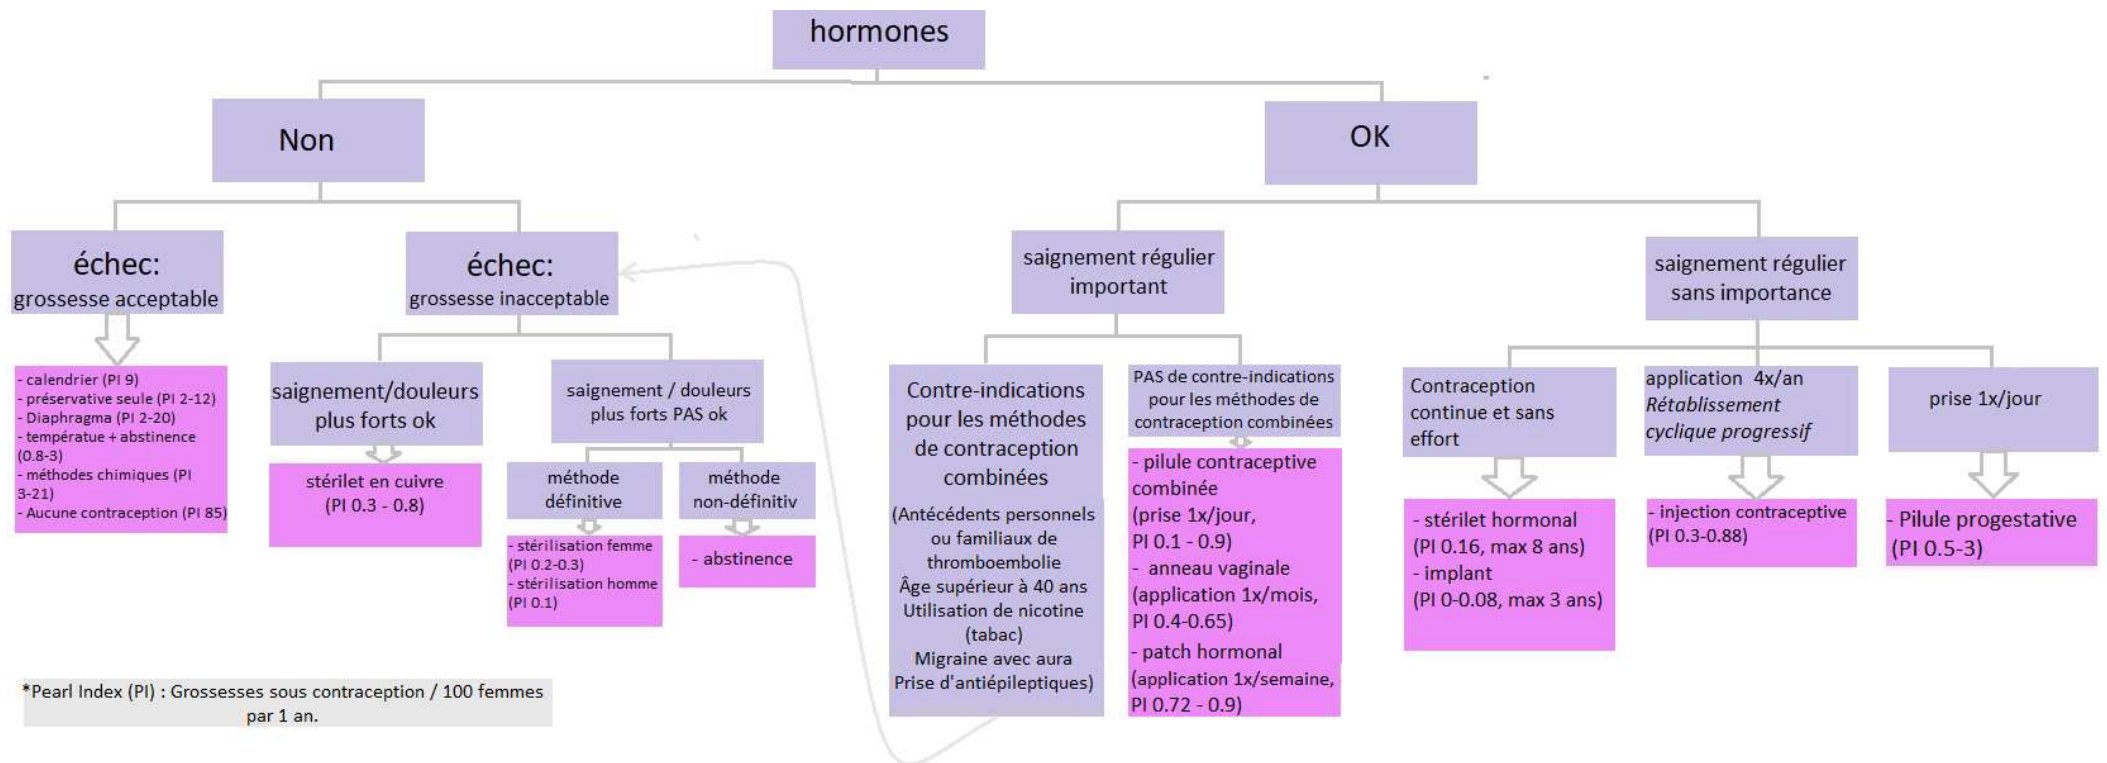 hormones
Non
OK
échec:
grossesse acceptable
échec:
grossesse inacceptable
saignement régulier
important
saignement régulier
sans importance
- calendrier (PI 9)
- préservative seule (PI 2-12)
- Diaphragma (PI 2-20)
- températue + abstinence
(0.8-3)
- méthodes chimiques (PI
3-21)
- Aucune contraception (PI 85)
saignement/douleurs
plus forts ok
stérilet en cuivre
(PI 0.3 - 0.8)
saignement / douleurs
plus forts PAS ok
méthode
définitive
- stérilisation femme
(PI 0.2-0.3)
- stérilisation homme
(PI 0.1)
méthode
non-définitiv
- abstinence
Contre-indications
pour les méthodes
de contraception
combinées
(Antécédents personnels
ou familiaux de
thromboembolie
Âge supérieur à 40 ans
Utilisation de nicotine
(tabac)
Migraine avec aura
Prise d'antiépileptiques)
PAS de contre-indications
pour les méthodes de
contraception combinées
- pilule contraceptive
combinée
(prise 1x/jour,
PI 0.1 - 0.9)
- anneau vaginale
(application 1x/mois,
PI 0.4-0.65)
- patch hormonal
(application 1x/semaine,
PI 0.72 - 0.9)
Contraception
continue et sans
effort
- stérilet hormonal
(PI 0.16, max 8 ans)
- implant
(PI 0-0.08, max 3 ans)
application 4x/an
Rétablissement
cyclique progressif
- injection contraceptive
(PI 0.3-0.88)
prise 1x/jour
- Pilule progestative
(PI 0.5-3)
*Pearl Index (PI) : Grossesses sous contraception / 100 femmes
par 1 an.